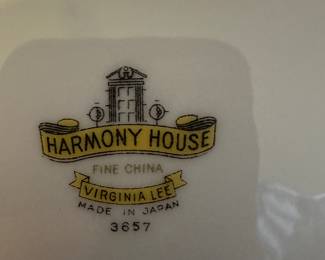 HARMONY HOUSE
FINE CHINA
VIRGINIA LEE
MADE IN JAPAN
3657